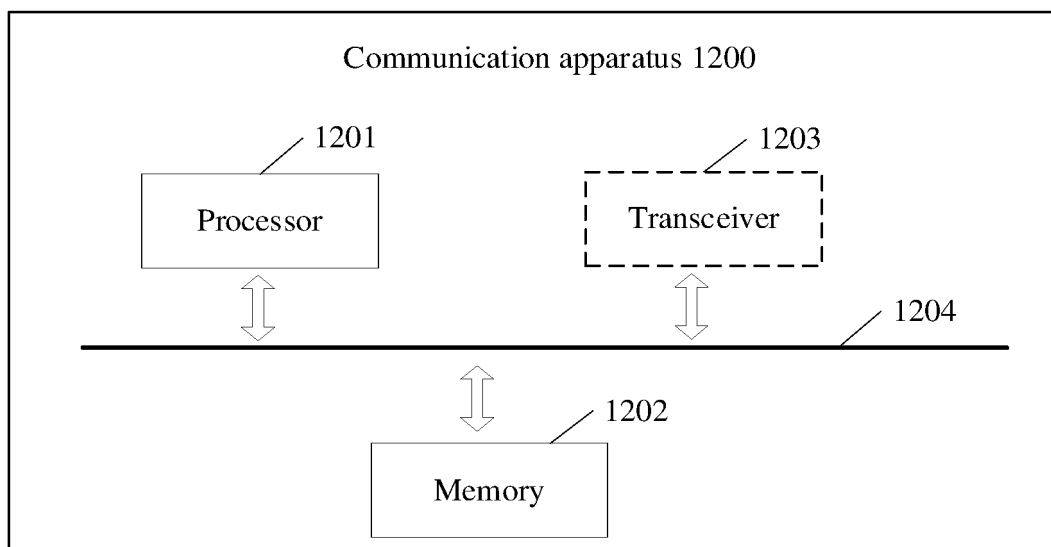 Communication apparatus 1200
1201
1203
Processor
Transceiver
1204
1202
Memory